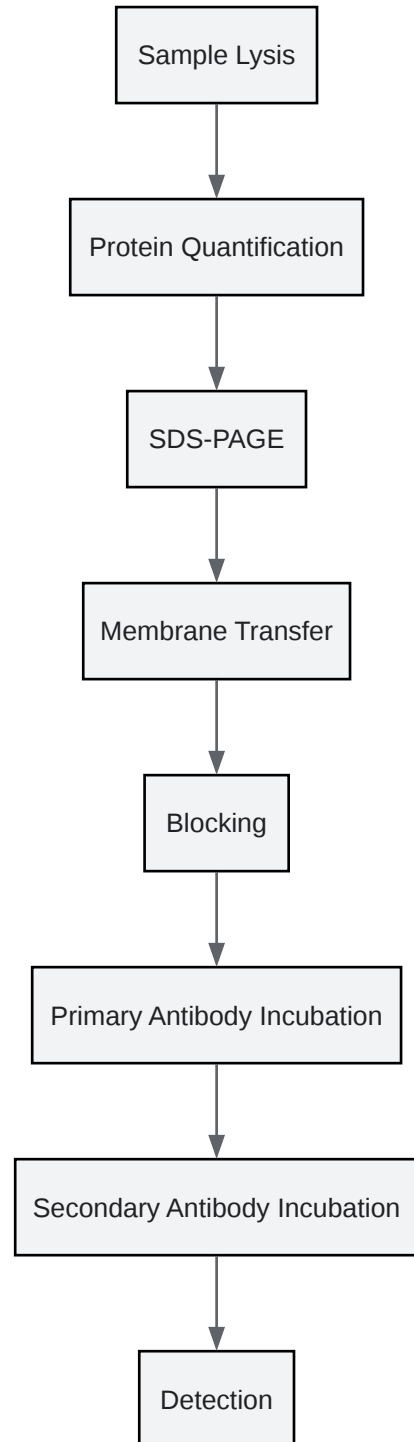 Sample Lysis
Protein Quantification
SDS-PAGE
Membrane Transfer
Blocking
Primary Antibody Incubation
Secondary Antibody Incubation
Detection